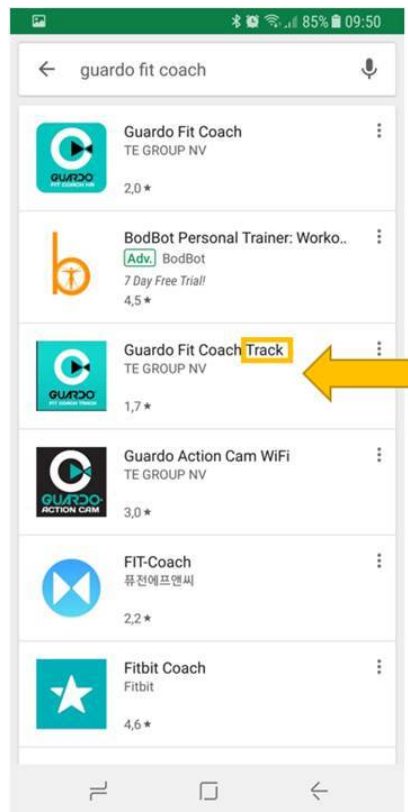 85% 09:50
guardo fit coach
Guardo Fit Coach
TE GROUP NV
GUARDO
FIT COACH HR
2,0 ★
BodBot Personal Trainer: Worko..
Adv. BodBot
7 Day Free Trial!
4,5 ★
Guardo Fit Coach Track
TE GROUP NV
GUARDO
FIT COACH TRACK
1,7 ★
Guardo Action Cam WiFi
TE GROUP NV
GUARDO
ACTION CAM
3,0 ★
FIT-Coach
퓨전에프앤씨
2,2 ★
Fitbit Coach
Fitbit
4,6 ★